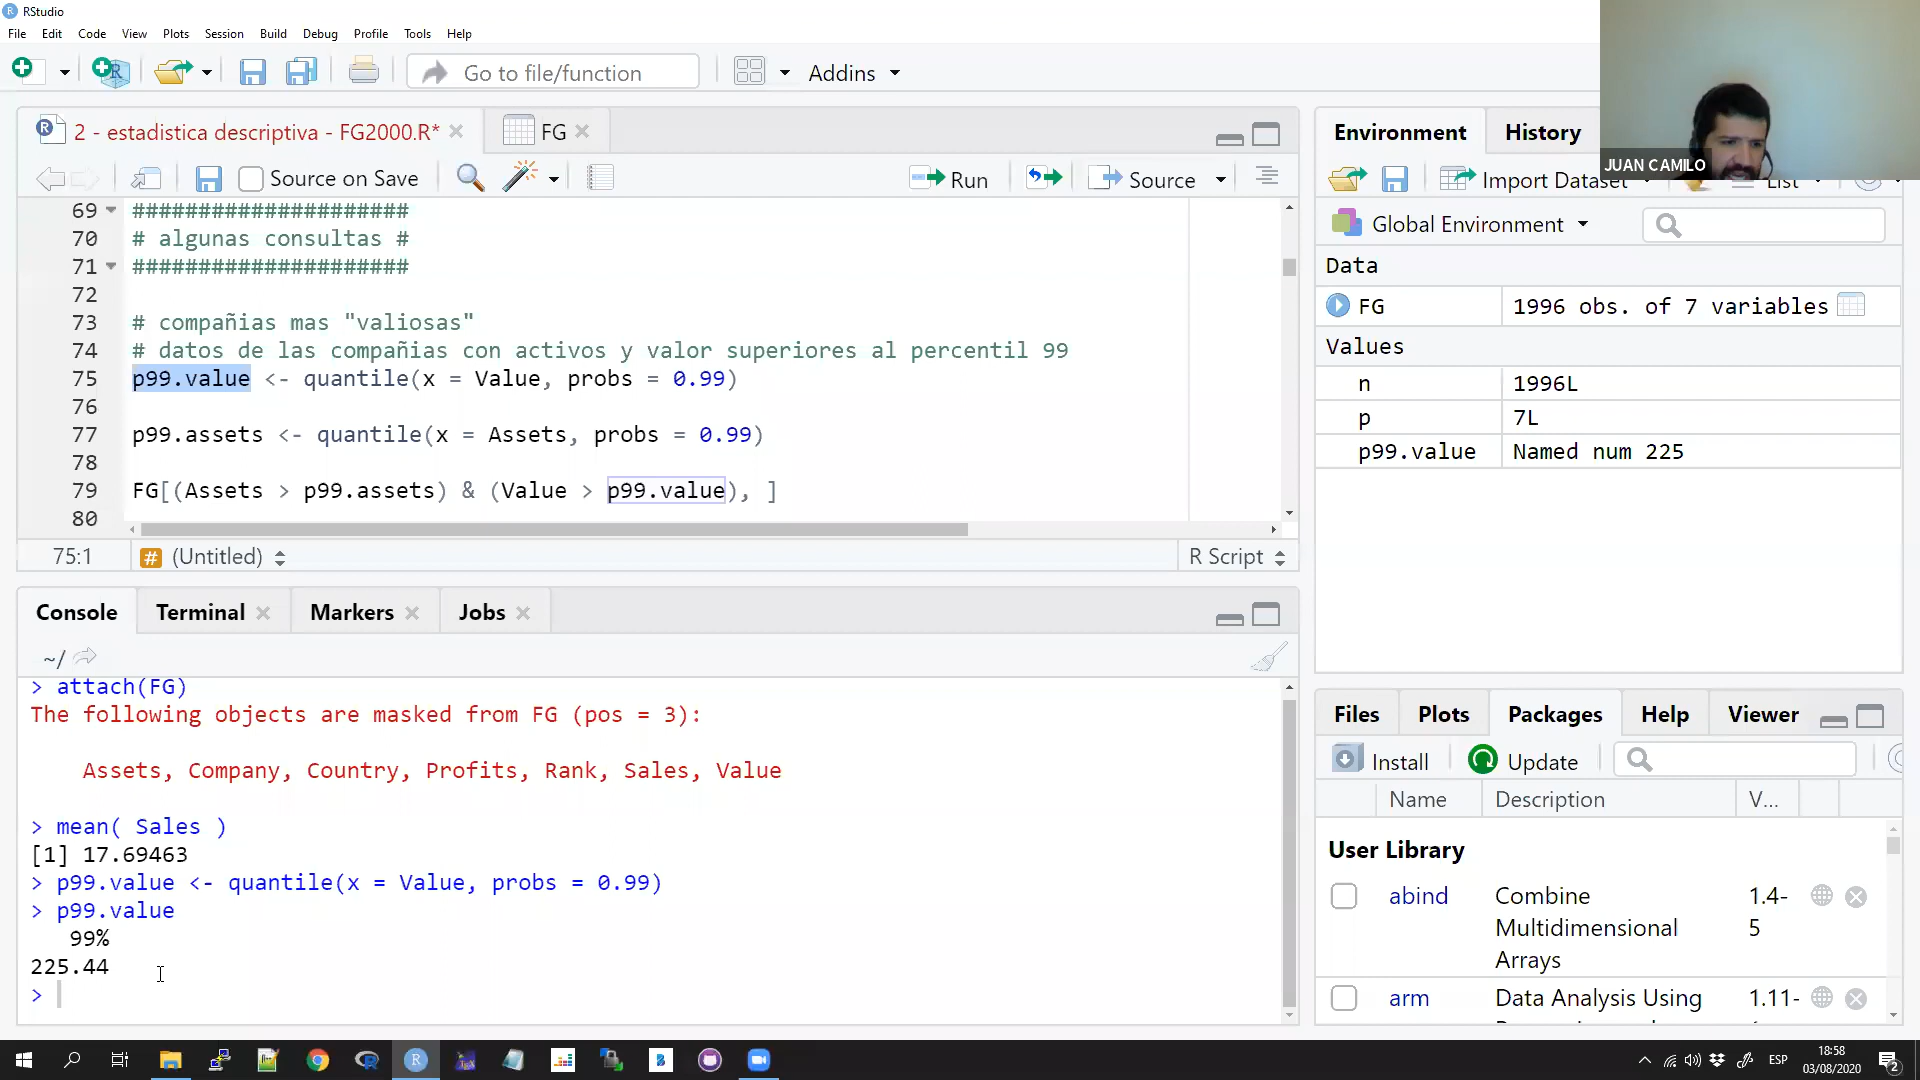 RStudio
File Edit Code View Plots Session Build Debug Profile Tools Help
Go to file/function
Addins
2 - estadistica descriptiva - FG2000.R*
FG
Source on Save
Run
Source
69 #####################
70 # algunas consultas #
71 #####################
72
73 # compañias mas "valiosas"
74 # datos de las compañias con activos y valor superiores al percentil 99
75 p99.value <- quantile(x = Value, probs = 0.99)
76
77 p99.assets <- quantile(x = Assets, probs = 0.99)
78
79 FG[(Assets > p99.assets) & (Value > p99.value), ]
80
75:1
# (Untitled)
R Script
Console Terminal Markers Jobs
~/
> attach(FG)
The following objects are masked from FG (pos = 3):
Assets, Company, Country, Profits, Rank, Sales, Value
> mean( Sales )
[1] 17.69463
> p99.value <- quantile(x = Value, probs = 0.99)
> p99.value
99%
225.44
>
Environment History
JUAN CAMILO
Import Dataset
List
Global Environment
Data
FG 1996 obs. of 7 variables
Values
n 1996L
p 7L
p99.value Named num 225
Files Plots Packages Help Viewer
Install Update
Name Description V...
User Library
abind Combine 1.4-
Multidimensional 5
Arrays
arm Data Analysis Using 1.11-
ESP
18:58
03/08/2020
2